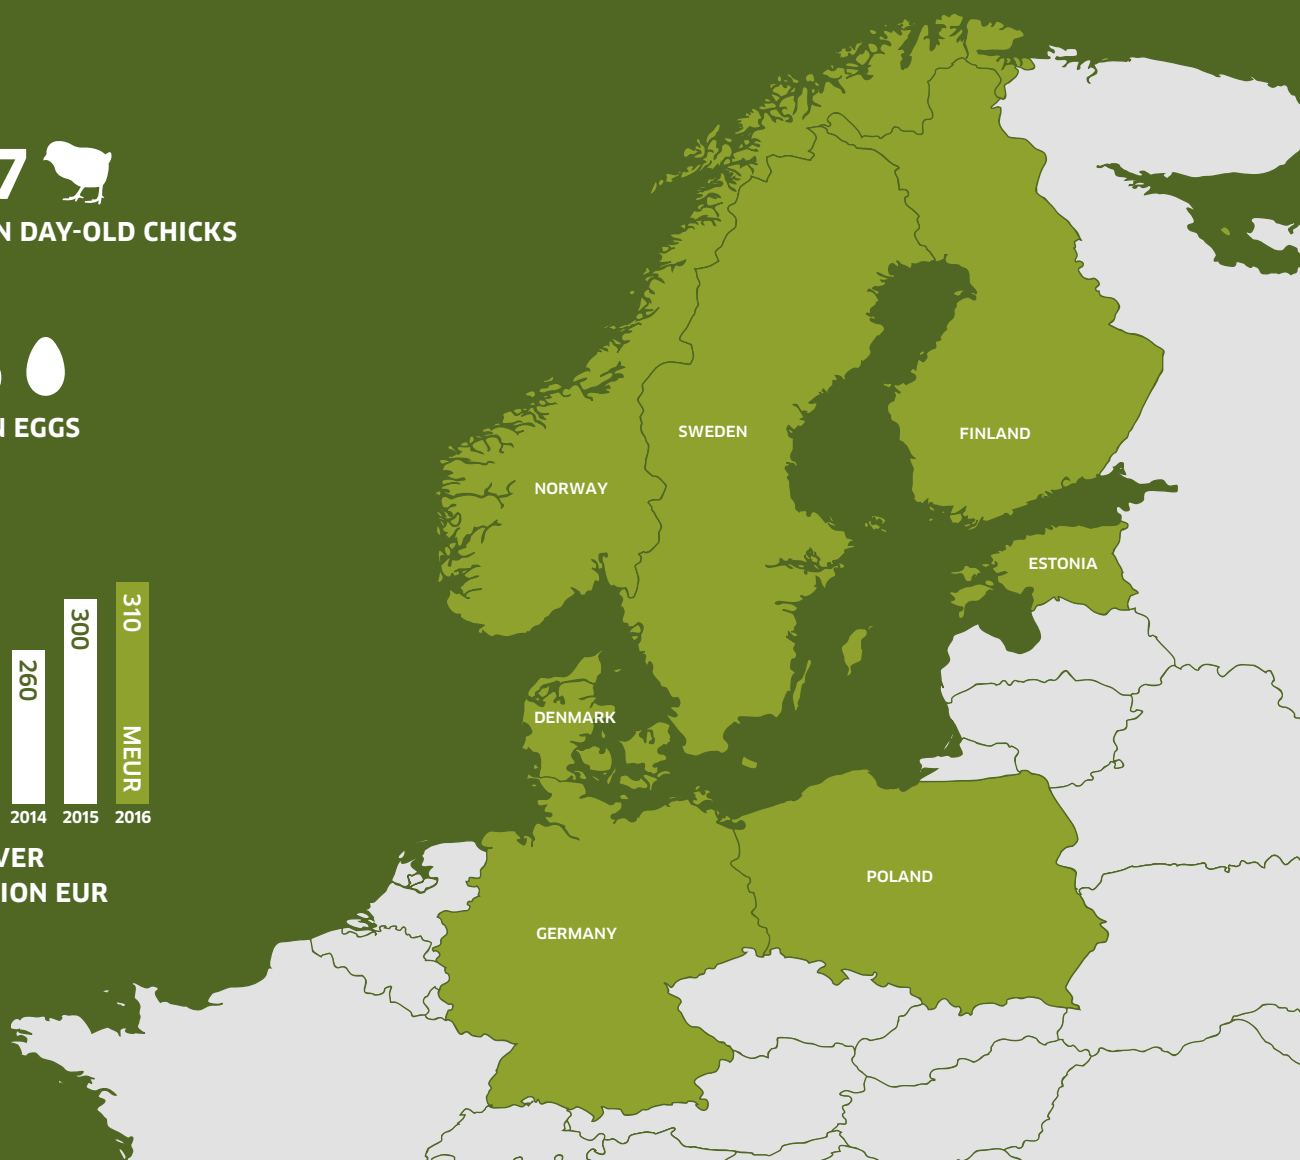 7
N DAY-OLD CHICKS
N EGGS
SWEDEN
FINLAND
NORWAY
ESTONIA
DENMARK
POLAND
GERMANY
260
300
310
MEUR
2014 2015 2016
VER
ION EUR